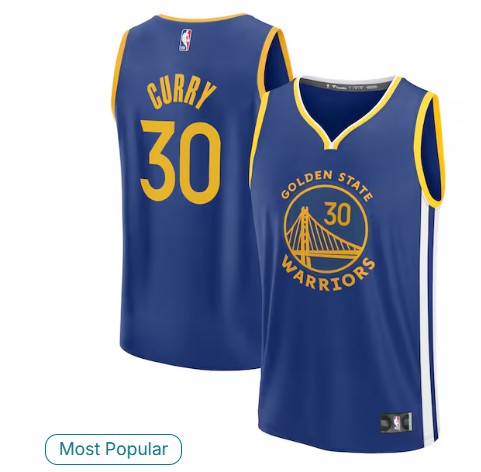 CURRY
30
GOLDEN STATE
30
WARRIORS
Most Popular